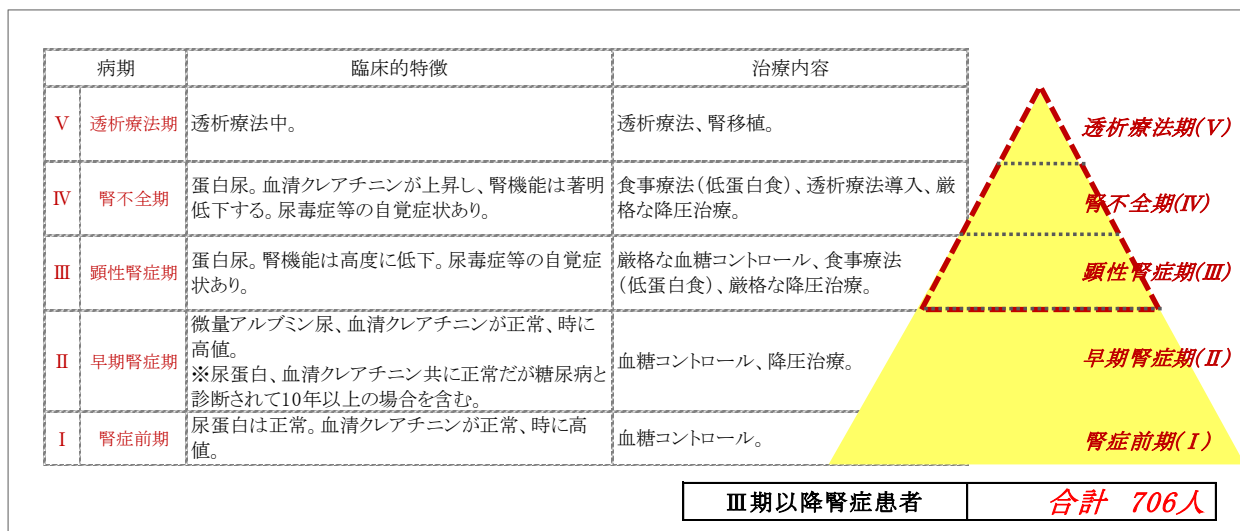 病期 臨床的特徴 治療内容
Ⅴ 透析療法期 透析療法中。 透析療法、腎移植。
透析療法期(Ⅴ)
Ⅳ 腎不全期 蛋白尿。血清クレアチニンが上昇し、腎機能は著明
低下する。尿毒症等の自覚症状あり。
食事療法(低蛋白食)、透析療法導入、厳
格な降圧治療。
腎不全期(Ⅳ)
Ⅲ 顕性腎症期 蛋白尿。腎機能は高度に低下。尿毒症等の自覚症
状あり。
厳格な血糖コントロール、食事療法
(低蛋白食)、厳格な降圧治療。
顕性腎症期(Ⅲ)
Ⅱ 早期腎症期 微量アルブミン尿、血清クレアチニンが正常、時に
高値。
※尿蛋白、血清クレアチニン共に正常だが糖尿病と
診断されて10年以上の場合を含む。
血糖コントロール、降圧治療。
早期腎症期(Ⅱ)
Ⅰ 腎症前期 尿蛋白は正常。血清クレアチニンが正常、時に高
値。
血糖コントロール。
腎症前期(Ⅰ)
Ⅲ期以降腎症患者 合計 706人